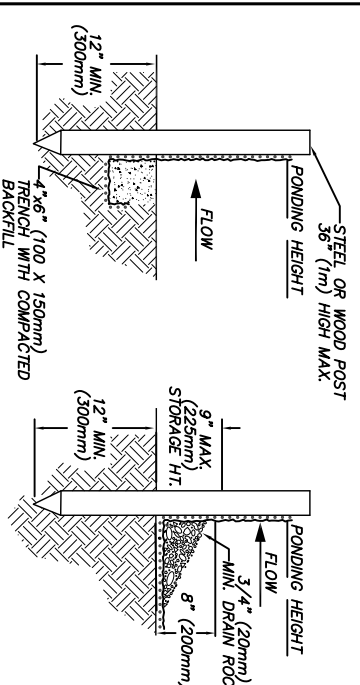 STEEL OR WOOD POST
36" (1m) HIGH MAX.
PONDING HEIGHT
FLOW
12" MIN.
(300mm)
4"x6" (100 X 150mm)
TRENCH WITH COMPACTED
BACKFILL
PONDING HEIGHT
FLOW
9" MAX.
(225mm)
STORAGE HT.
3/4" (20mm)
MIN. DRAIN ROC
8" (200mm,
12" MIN.
(300mm)